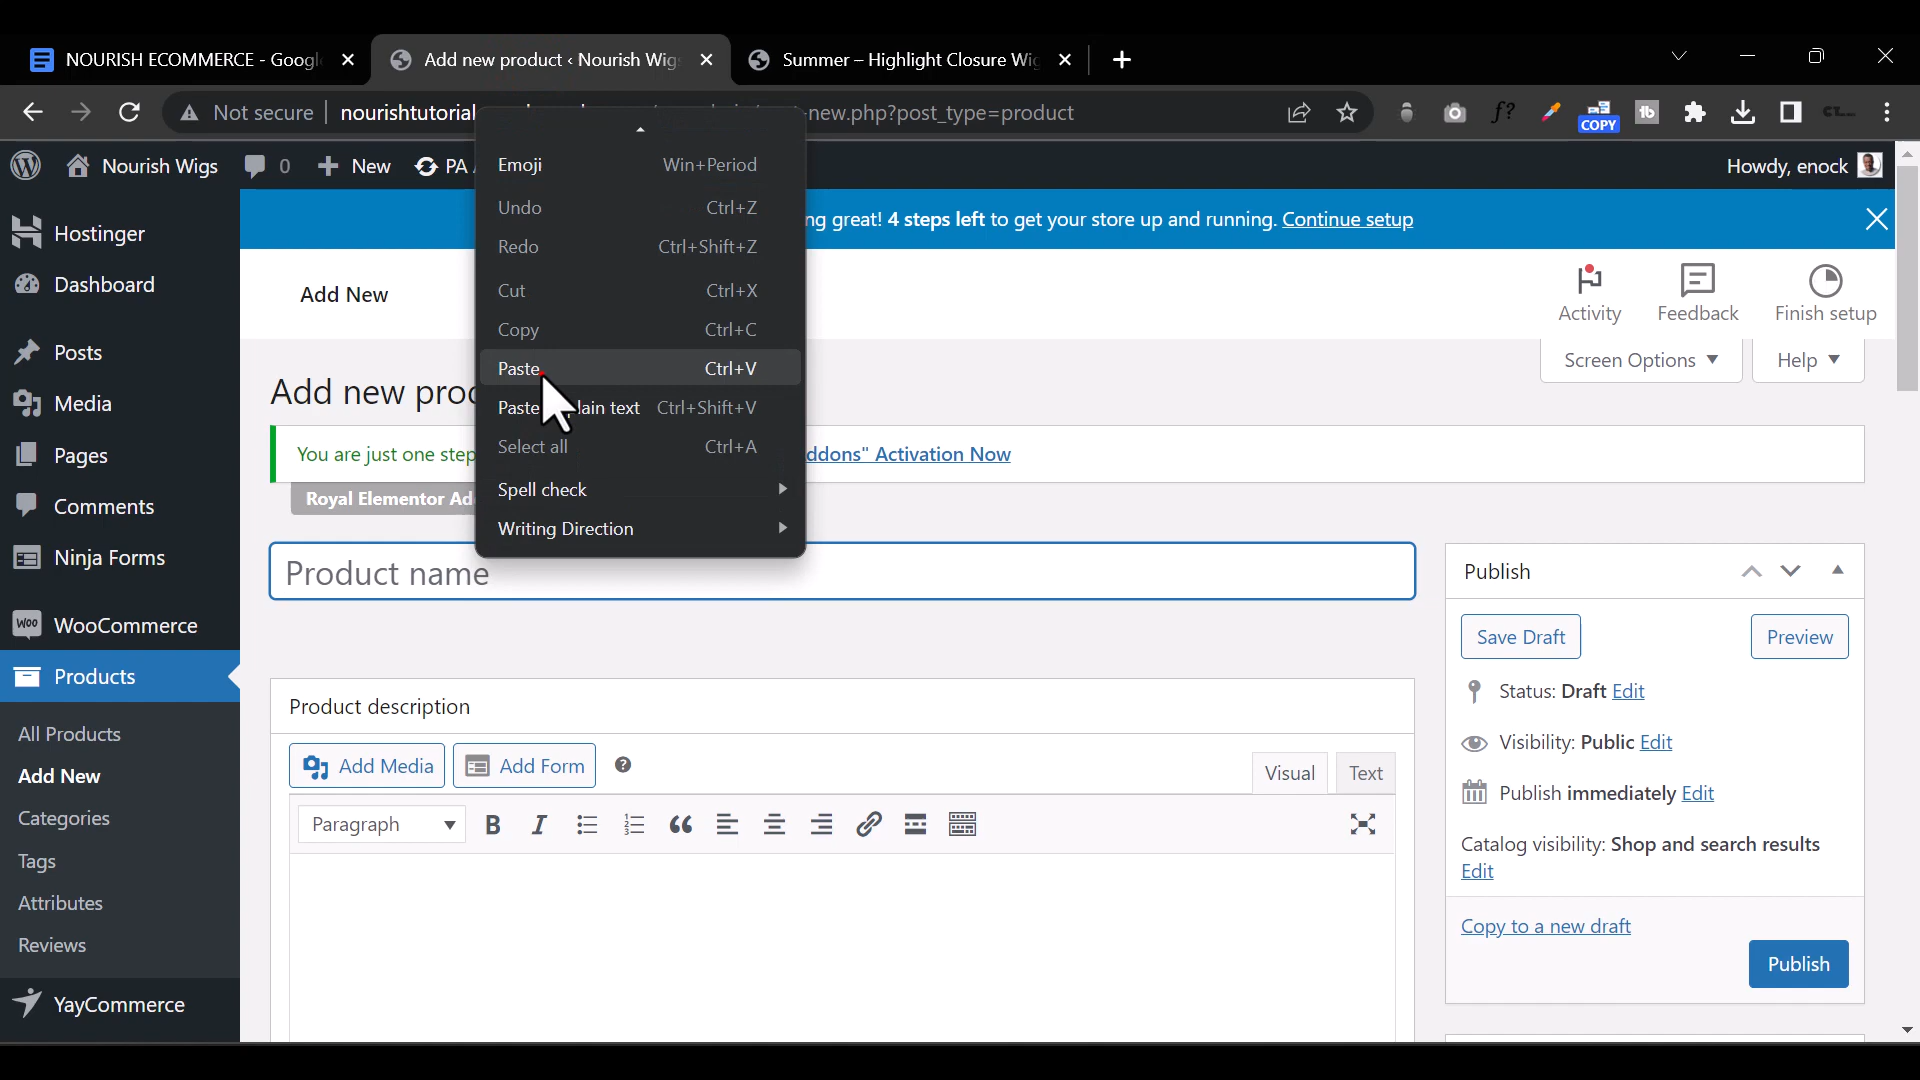 NOURISH ECOMMERCE - Googl
Add new product ‹ Nourish Wigs
Summer – Highlight Closure Wig
Not secure
nourishtutorial
-new.php?post_type=product
COPY
Nourish Wigs
0
New
PA
Howdy, enock
ng great! 4 steps left to get your store up and running. Continue setup
Hostinger
Dashboard
Posts
Media
Pages
Comments
Ninja Forms
WooCommerce
Products
All Products
Add New
Categories
Tags
Attributes
Reviews
YayCommerce
Add New
Activity
Feedback
Finish setup
Screen Options
Help
Add new proc
You are just one step
ddons" Activation Now
Royal Elementor Ad
Emoji Win+Period
Undo Ctrl+Z
Redo Ctrl+Shift+Z
Cut Ctrl+X
Copy Ctrl+C
Paste Ctrl+V
Paste lain text Ctrl+Shift+V
Select all Ctrl+A
Spell check
Writing Direction
Product name
Product description
Add Media
Add Form
Visual
Text
Paragraph
Publish
Save Draft
Preview
Status: Draft Edit
Visibility: Public Edit
Publish immediately Edit
Catalog visibility: Shop and search results
Edit
Copy to a new draft
Publish